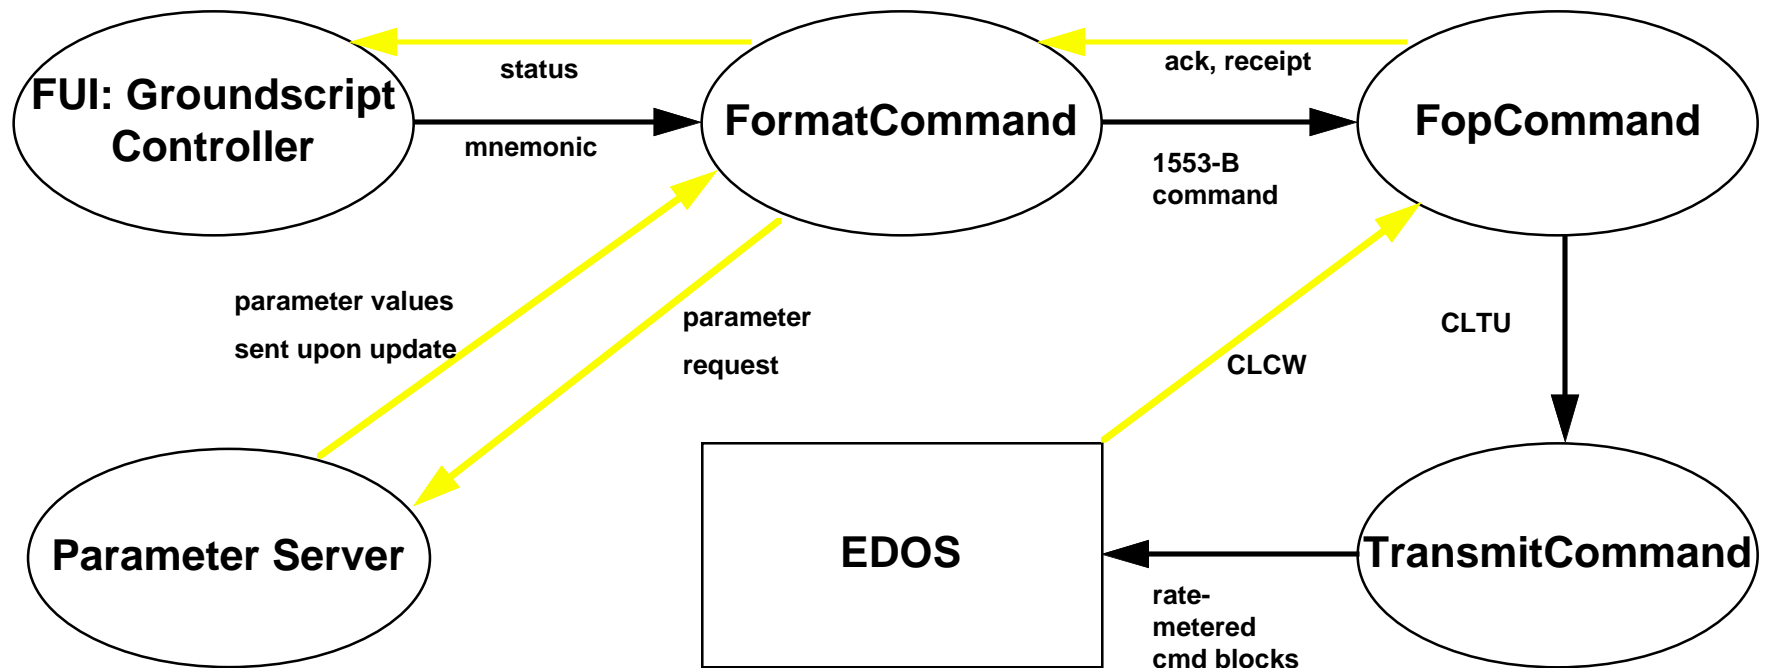 status
ack, receipt
FUI: Groundscript
Controller
FormatCommand
FopCommand
mnemonic
1553-B
command
parameter values
sent upon update
parameter
request
CLCW
CLTU
Parameter Server
EDOS
TransmitCommand
rate-
metered
cmd blocks